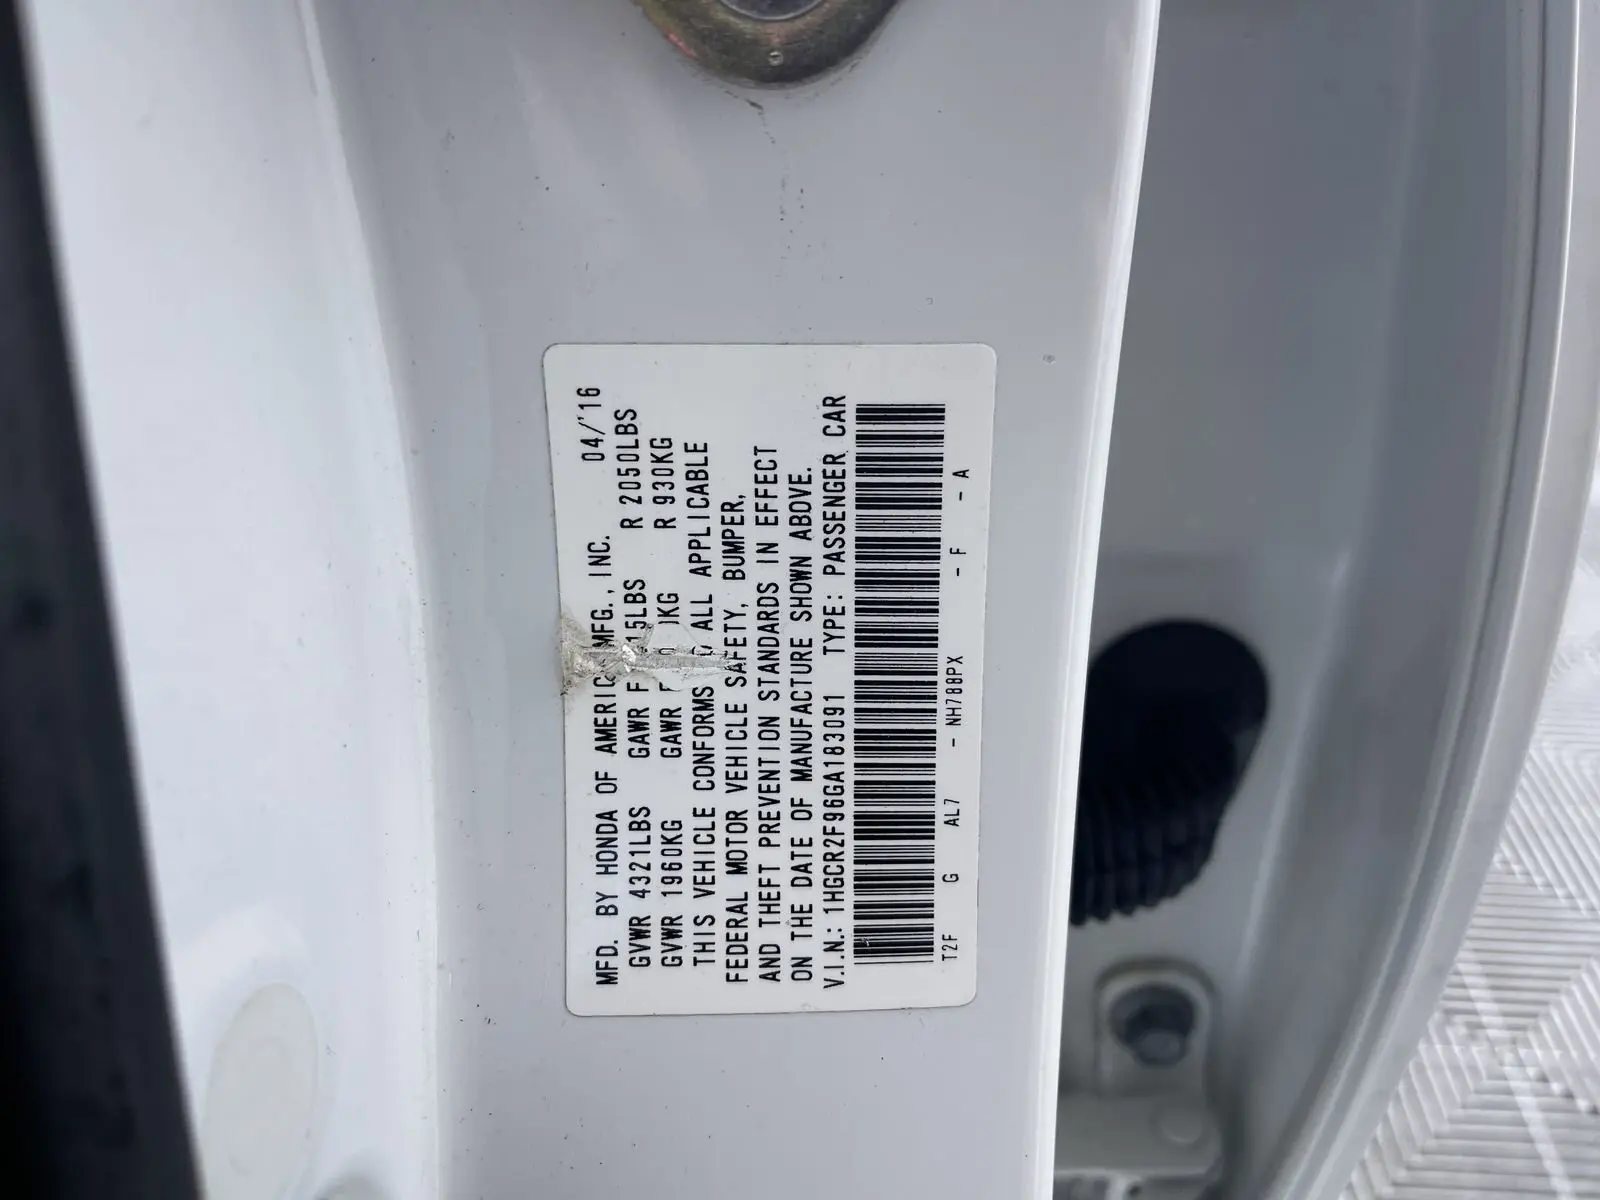 MFD. BY HONDA OF AMERICA MFG., INC. 04/'16
GVWR 4321LBS GAWR F 15LBS R 2050LBS
GVWR 1960KG GAWR 0KG R 930KG
THIS VEHICLE CONFORMS TO ALL APPLICABLE
FEDERAL MOTOR VEHICLE SAFETY, BUMPER,
AND THEFT PREVENTION STANDARDS IN EFFECT
ON THE DATE OF MANUFACTURE SHOWN ABOVE.
V.I.N.: 1HGCR2F96GA183091 TYPE: PASSENGER CAR
T2F G AL7 - NH788PX - F - A